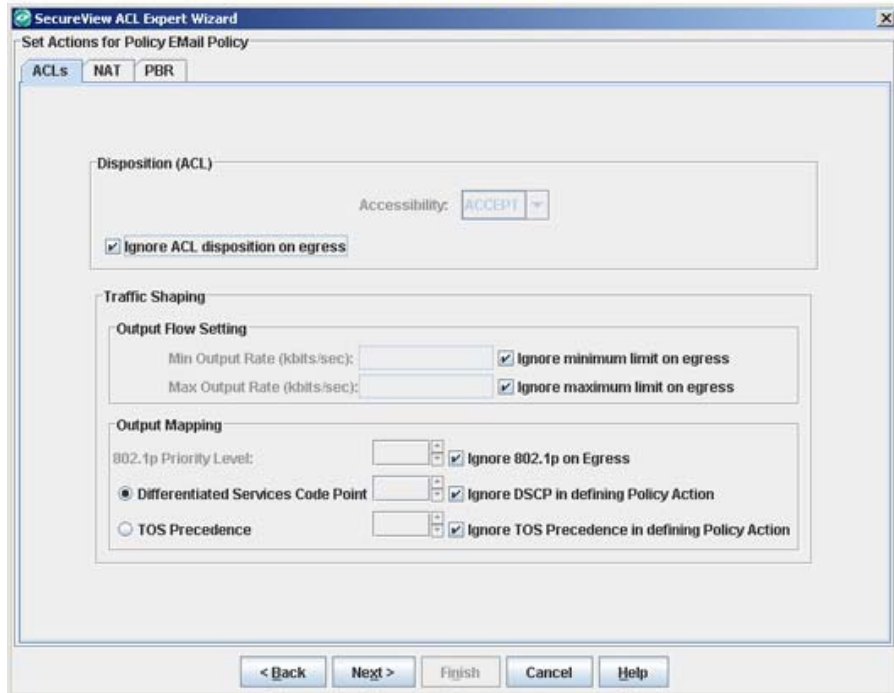 SecureView ACL Expert Wizard
Set Actions for Policy EMail Policy
ACLs NAT PBR
Disposition (ACL)
Accessibility: ACCEPT
Ignore ACL disposition on egress
Traffic Shaping
Output Flow Setting
Min Output Rate (kbits/sec): Ignore minimum limit on egress
Max Output Rate (kbits/sec): Ignore maximum limit on egress
Output Mapping
802.1p Priority Level: Ignore 802.1p on Egress
Differentiated Services Code Point Ignore DSCP in defining Policy Action
TOS Precedence Ignore TOS Precedence in defining Policy Action
< Back Next > Finish Cancel Help